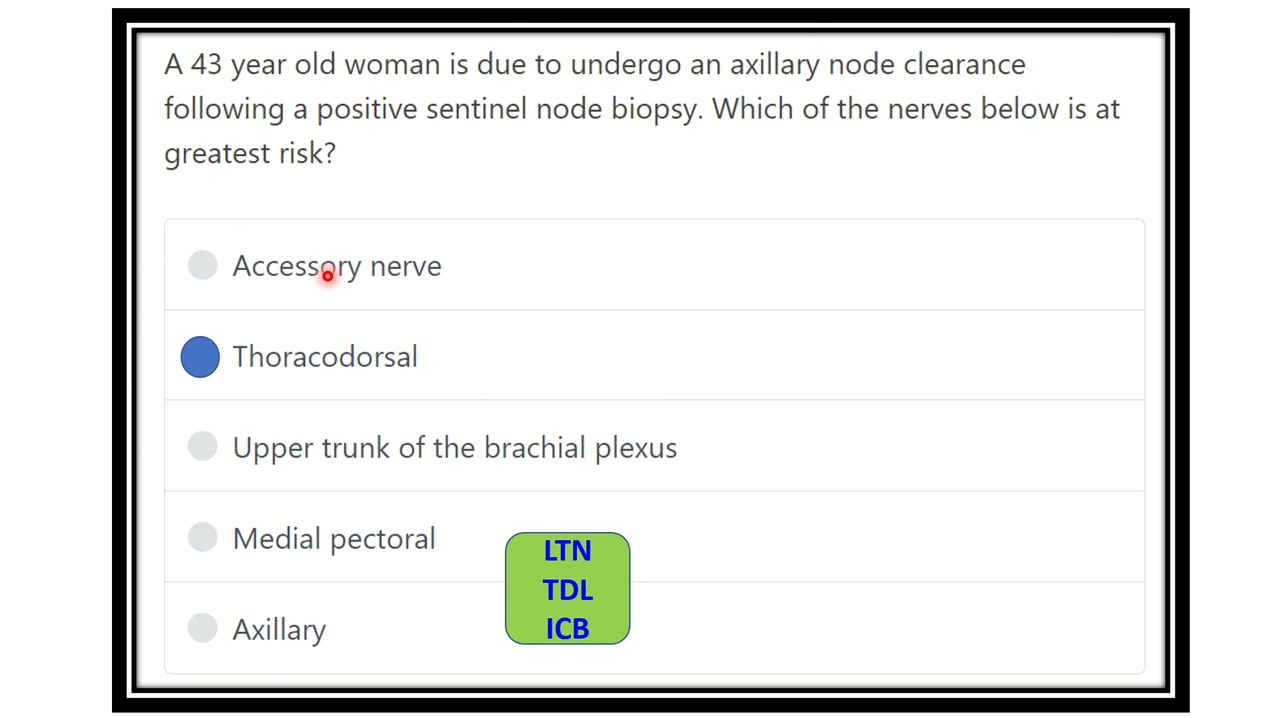 A 43 year old woman is due to undergo an axillary node clearance
following a positive sentinel node biopsy. Which of the nerves below is at
greatest risk?
Accessory nerve
Thoracodorsal
Upper trunk of the brachial plexus
Medial pectoral
Axillary
LTN
TDL
ICB